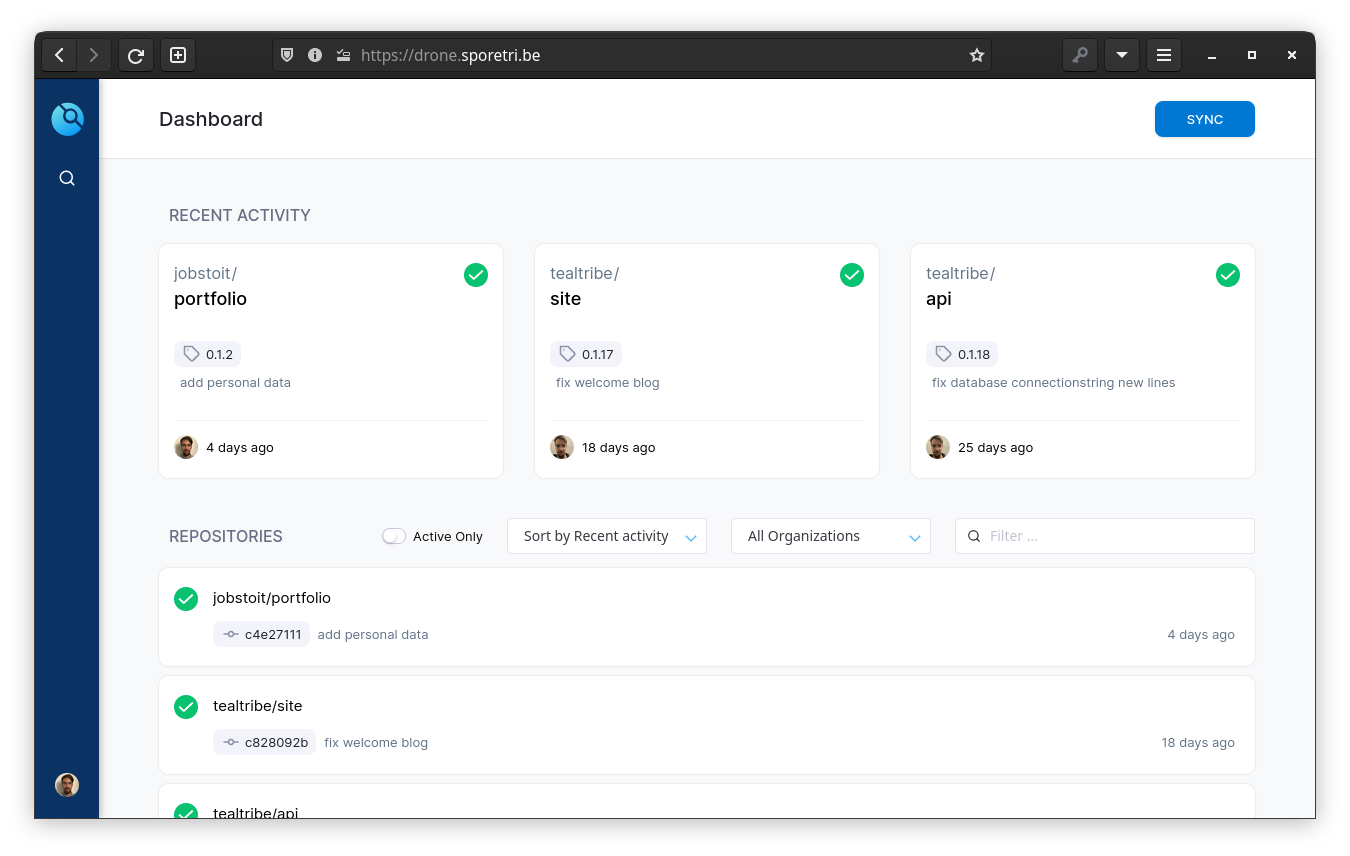 https://drone.sporetri.be
Dashboard
SYNC
RECENT ACTIVITY
jobstoit/
portfolio
0.1.2
add personal data
4 days ago
tealtribe/
site
0.1.17
fix welcome blog
18 days ago
tealtribe/
api
0.1.18
fix database connectionstring new lines
25 days ago
REPOSITORIES
Active Only
Sort by Recent activity
All Organizations
Filter ...
jobstoit/portfolio
c4e27111 add personal data 4 days ago
tealtribe/site
c828092b fix welcome blog 18 days ago
tealtribe/api